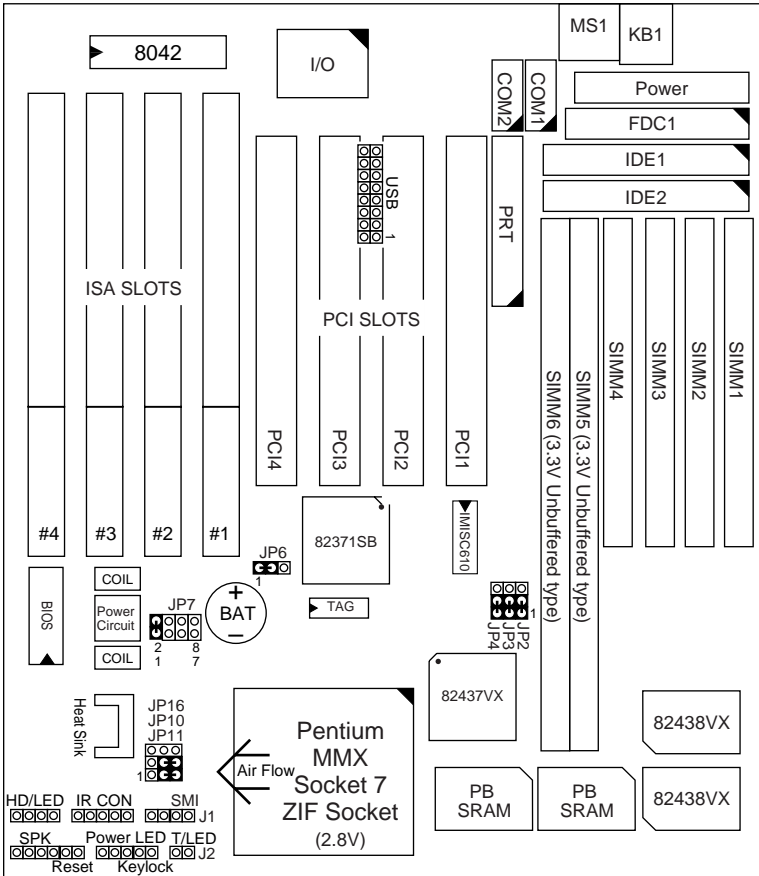 MS1
KB1
8042
I/O
COM2
COM1
Power
FDC1
IDE1
IDE2
USB
1
PRT
ISA SLOTS
PCI SLOTS
SIMM6 (3.3V Unbuffered type)
SIMM5 (3.3V Unbuffered type)
SIMM4
SIMM3
SIMM2
SIMM1
PCI4
PCI3
PCI2
PCI1
#4
#3
#2
#1
82371SB
IMISC610
JP6
1
BIOS
COIL
Power
Circuit
COIL
JP7
2 8
1 7
+
BAT
−
TAG
1
JP4
JP3
JP2
82437VX
Heat Sink
JP16
JP10
JP11
1
Air Flow
Pentium
MMX
Socket 7
ZIF Socket
(2.8V)
82438VX
PB
SRAM
PB
SRAM
82438VX
HD/LED
IR CON
SMI
J1
SPK
Power LED
T/LED
J2
Reset
Keylock